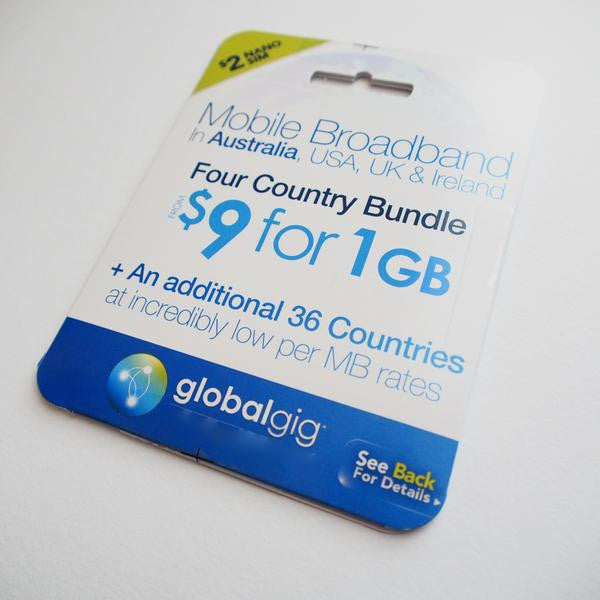 $2 NANO SIM
Mobile Broadband
In Australia, USA, UK & Ireland
Four Country Bundle
FROM $9 for 1GB
+ An additional 36 Countries
at incredibly low per MB rates
globalgig
See Back
For Details